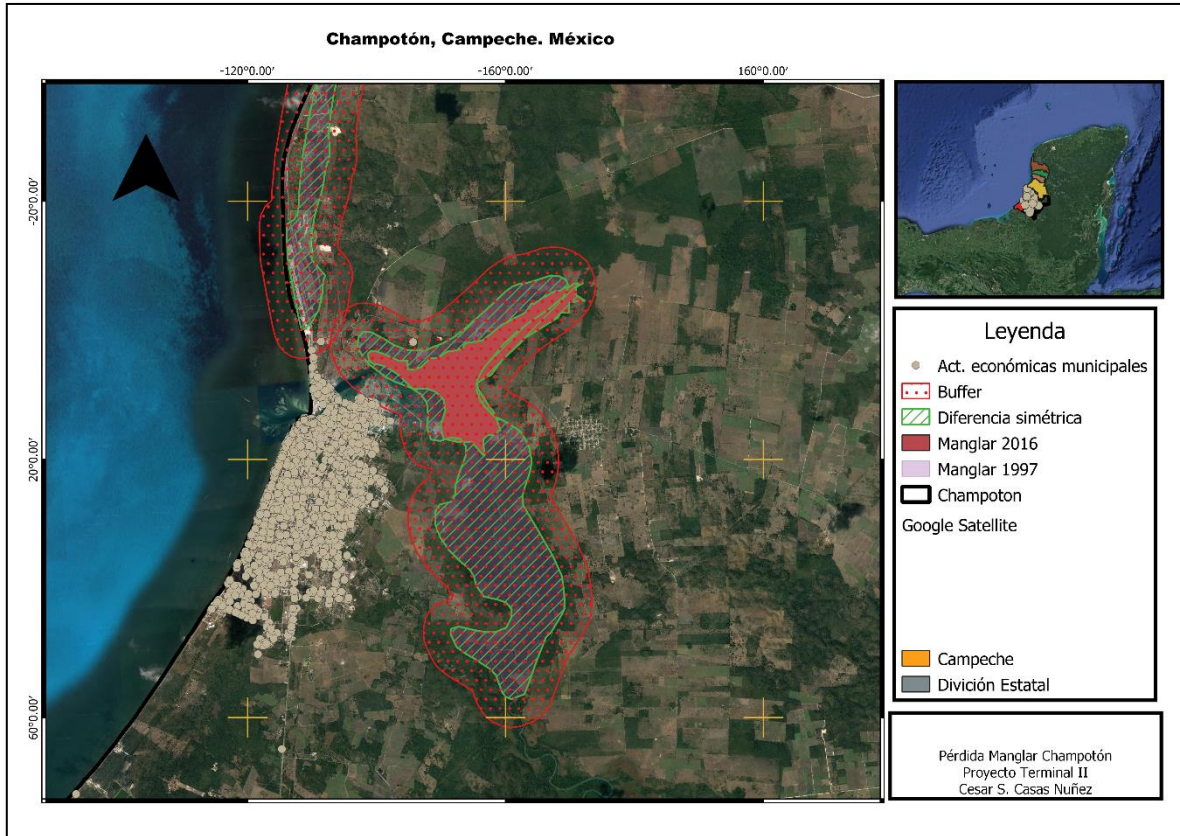 Champotón, Campeche. México
-120°0.00′ -160°0.00′ 160°0.00′
-20°0.00′
20°0.00′
60°0.00′
Leyenda
Act. económicas municipales
Buffer
Diferencia simétrica
Manglar 2016
Manglar 1997
Champoton
Google Satellite
Campeche
Divición Estatal
Pérdida Manglar Champotón
Proyecto Terminal II
Cesar S. Casas Nuñez